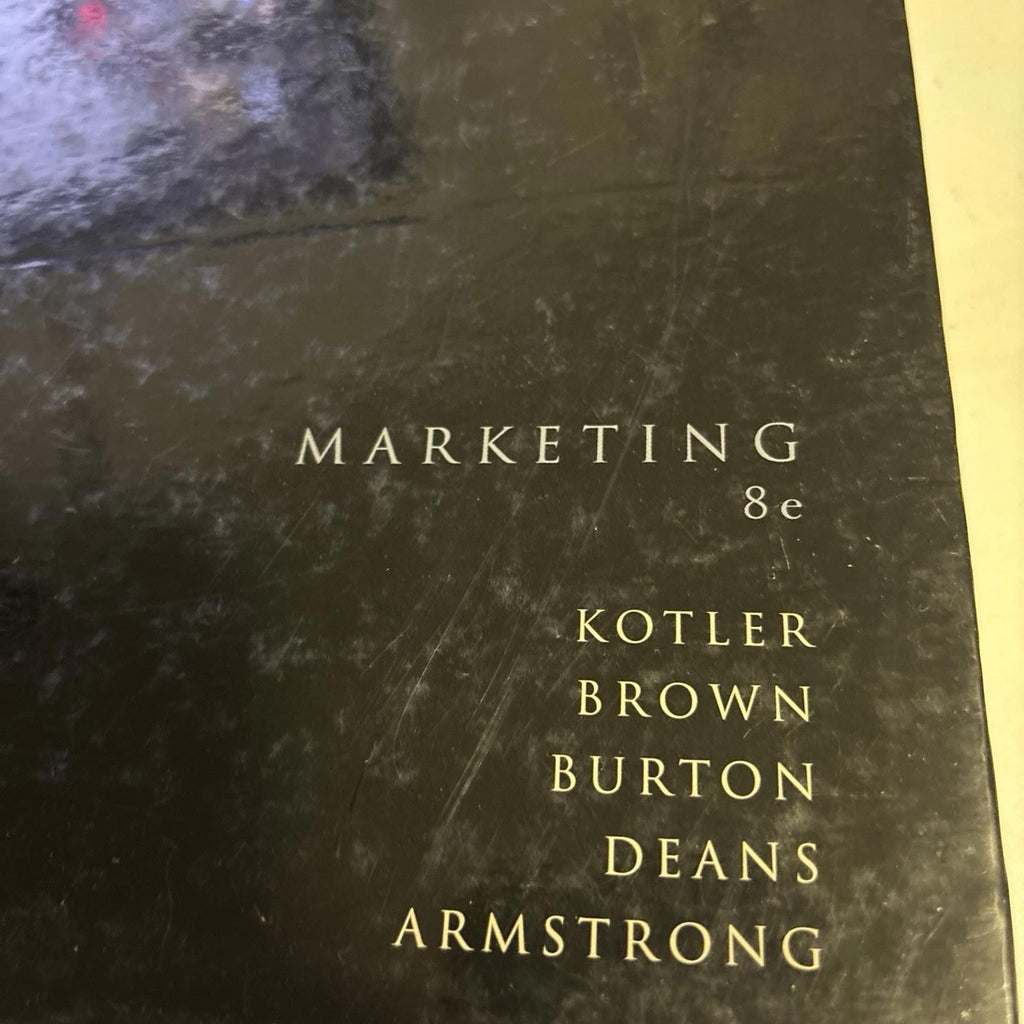 MARKETING
8e
KOTLER
BROWN
BURTON
DEANS
ARMSTRONG